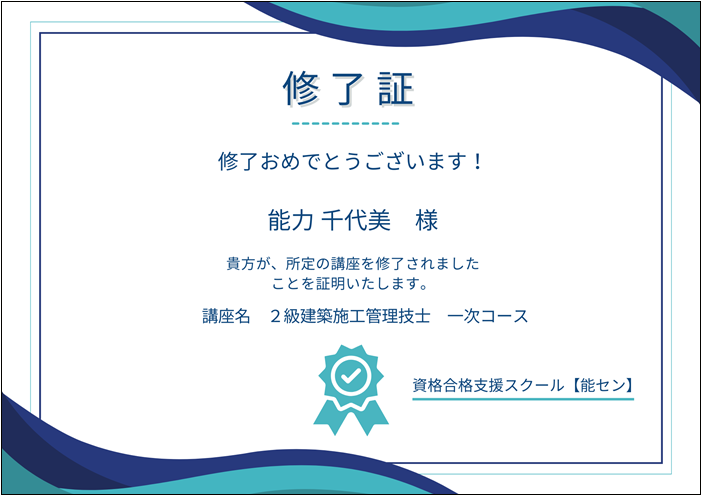 修了証
修了おめでとうございます！
能力 千代美　様
貴方が、所定の講座を修了されました
ことを証明いたします。
講座名　２級建築施工管理技士　一次コース
資格合格支援スクール【能セン】